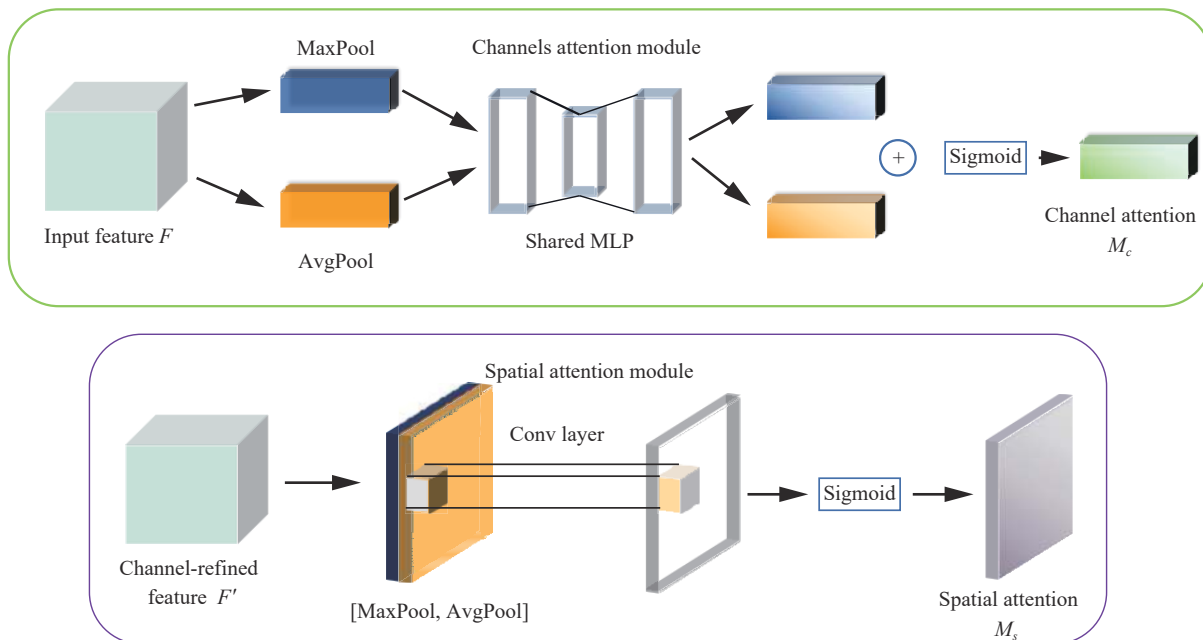 MaxPool
Channels attention module
+
Sigmoid
Input feature F
AvgPool
Shared MLP
Channel attention
M_c
Spatial attention module
Conv layer
Sigmoid
Channel-refined
feature F′
[MaxPool, AvgPool]
Spatial attention
M_s